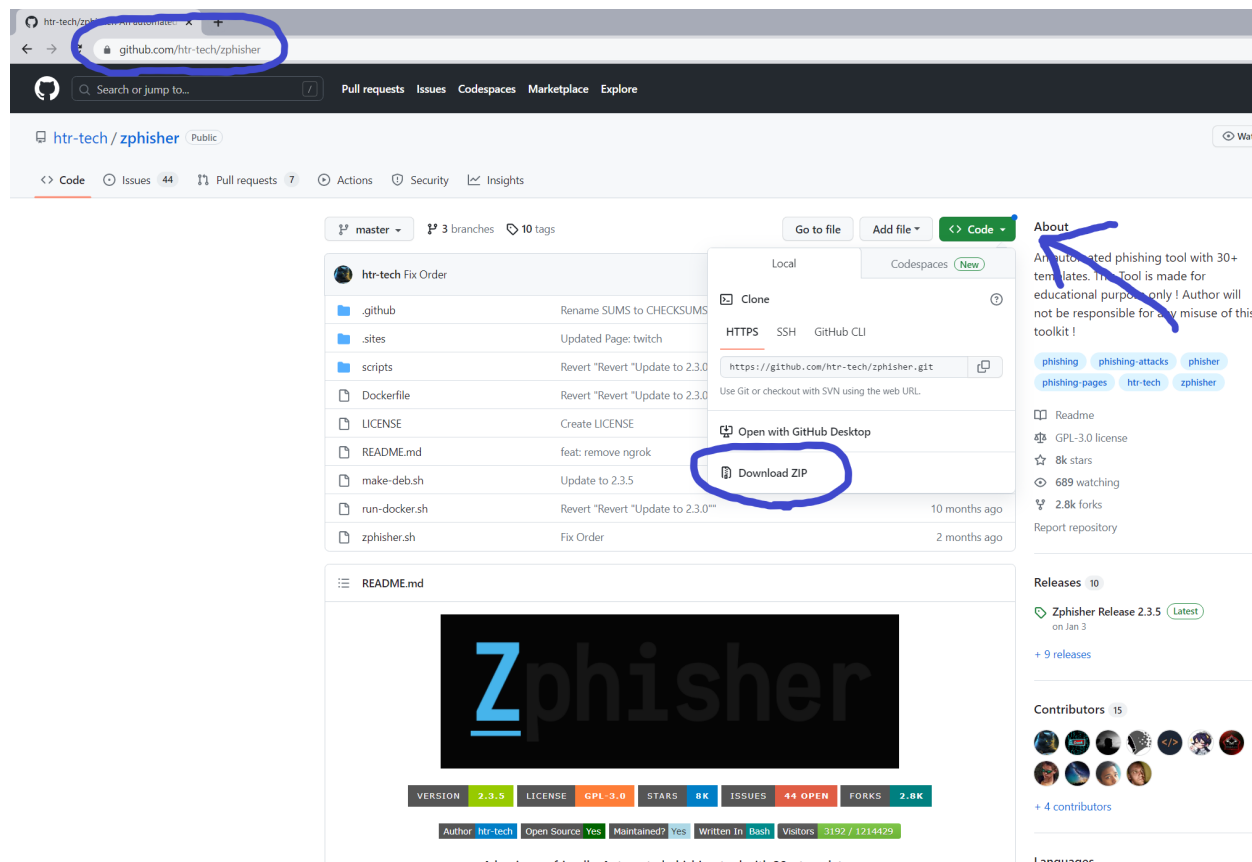 htr-tech/zphisher: An automated
github.com/htr-tech/zphisher
Search or jump to... /
Pull requests Issues Codespaces Marketplace Explore
htr-tech / zphisher Public
Code Issues 44 Pull requests 7 Actions Security Insights
master 3 branches 10 tags Go to file Add file Code
htr-tech Fix Order
.github Rename SUMS to CHECKSUMS
.sites Updated Page: twitch
scripts Revert "Revert "Update to 2.3.0
Dockerfile Revert "Revert "Update to 2.3.0
LICENSE Create LICENSE
README.md feat: remove ngrok
make-deb.sh Update to 2.3.5
run-docker.sh Revert "Revert "Update to 2.3.0"" 10 months ago
zphisher.sh Fix Order 2 months ago
Local Codespaces New
Clone
HTTPS SSH GitHub CLI
https://github.com/htr-tech/zphisher.git
Use Git or checkout with SVN using the web URL.
Open with GitHub Desktop
Download ZIP
About
An automated phishing tool with 30+
templates. This Tool is made for
educational purpose only ! Author will
not be responsible for any misuse of this
toolkit !
phishing phishing-attacks phisher
phishing-pages htr-tech zphisher
Readme
GPL-3.0 license
8k stars
689 watching
2.8k forks
Report repository
Releases 10
Zphisher Release 2.3.5 Latest
on Jan 3
+ 9 releases
Contributors 15
+ 4 contributors
Languages
README.md
Zphisher
VERSION 2.3.5 LICENSE GPL-3.0 STARS 8K ISSUES 44 OPEN FORKS 2.8K
Author htr-tech Open Source Yes Maintained? Yes Written In Bash Visitors 3192 / 1214429